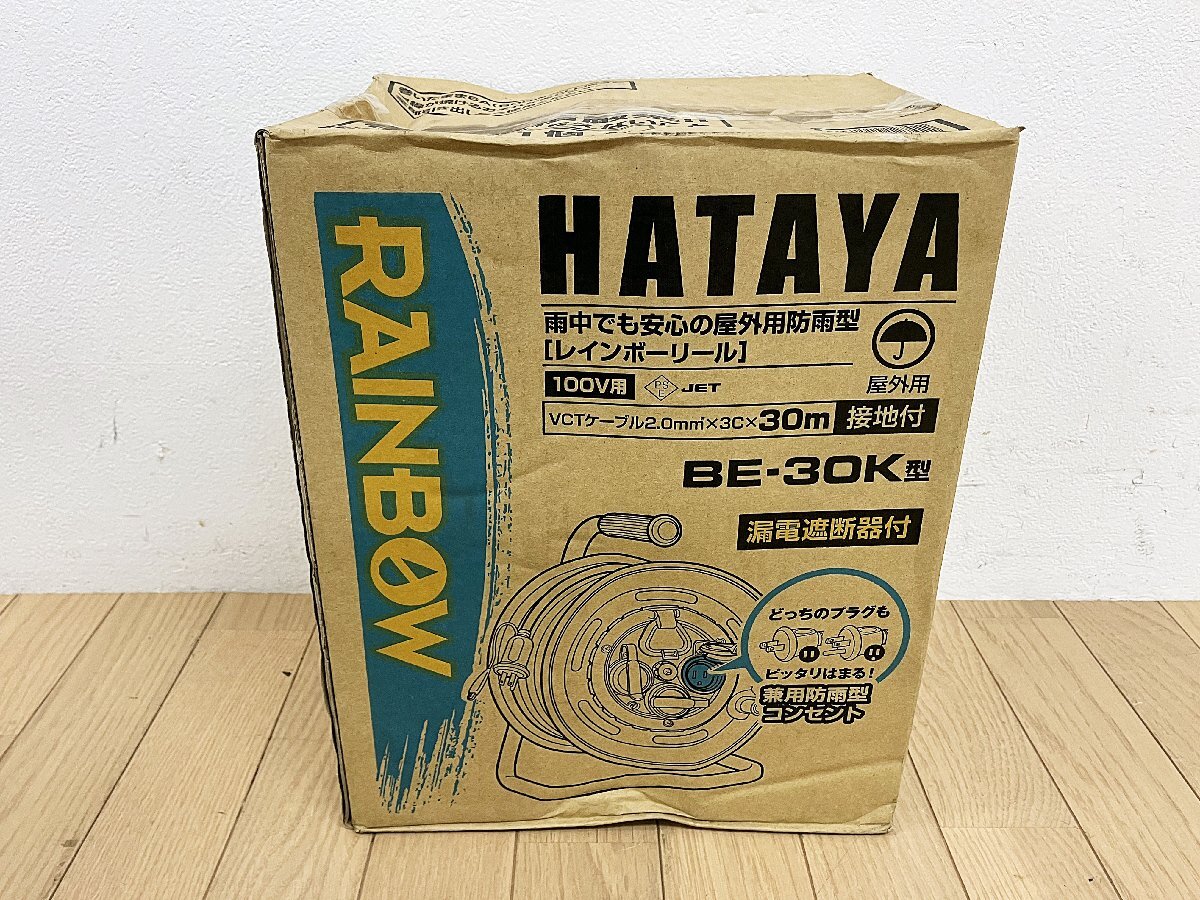 RAINBOW
HATAYA
雨中でも安心の屋外用防雨型
[レインボーリール]
屋外用
100V用
PS
E
JET
VCTケーブル2.0mm²×3C×30m
接地付
BE-30K型
漏電遮断器付
どっちのプラグも
ピッタリはまる!
兼用防雨型
コンセント